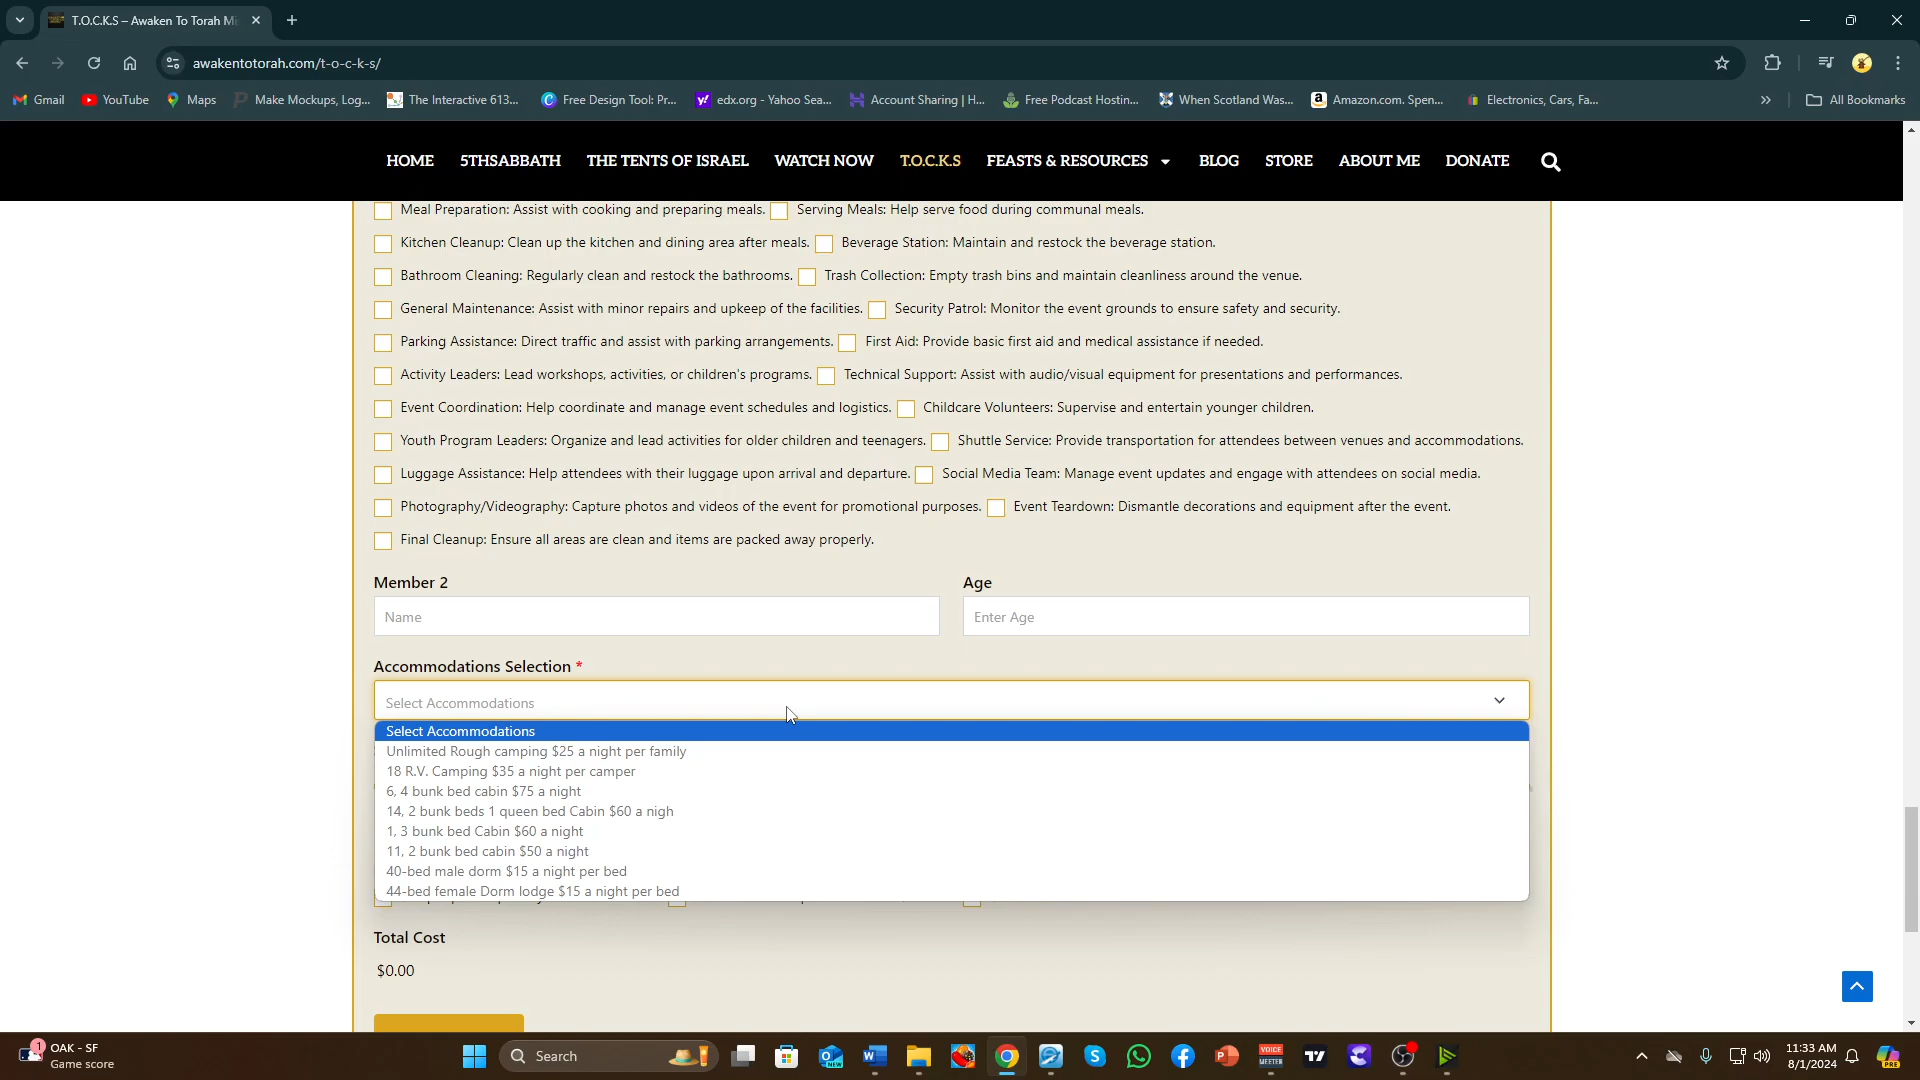 T.O.C.K.S – Awaken To Torah Mi
awakentotorah.com/t-o-c-k-s/
Gmail YouTube Maps Make Mockups, Log... The Interactive 613... Free Design Tool: Pr... edx.org - Yahoo Sea... Account Sharing | H... Free Podcast Hostin... When Scotland Was... Amazon.com. Spen... Electronics, Cars, Fa... » All Bookmarks
HOME 5THSABBATH THE TENTS OF ISRAEL WATCH NOW T.O.C.K.S FEASTS & RESOURCES BLOG STORE ABOUT ME DONATE
Meal Preparation: Assist with cooking and preparing meals. Serving Meals: Help serve food during communal meals.
Kitchen Cleanup: Clean up the kitchen and dining area after meals. Beverage Station: Maintain and restock the beverage station.
Bathroom Cleaning: Regularly clean and restock the bathrooms. Trash Collection: Empty trash bins and maintain cleanliness around the venue.
General Maintenance: Assist with minor repairs and upkeep of the facilities. Security Patrol: Monitor the event grounds to ensure safety and security.
Parking Assistance: Direct traffic and assist with parking arrangements. First Aid: Provide basic first aid and medical assistance if needed.
Activity Leaders: Lead workshops, activities, or children's programs. Technical Support: Assist with audio/visual equipment for presentations and performances.
Event Coordination: Help coordinate and manage event schedules and logistics. Childcare Volunteers: Supervise and entertain younger children.
Youth Program Leaders: Organize and lead activities for older children and teenagers. Shuttle Service: Provide transportation for attendees between venues and accommodations.
Luggage Assistance: Help attendees with their luggage upon arrival and departure. Social Media Team: Manage event updates and engage with attendees on social media.
Photography/Videography: Capture photos and videos of the event for promotional purposes. Event Teardown: Dismantle decorations and equipment after the event.
Final Cleanup: Ensure all areas are clean and items are packed away properly.
Member 2 Age
Name Enter Age
Accommodations Selection *
Select Accommodations
Select Accommodations
Unlimited Rough camping $25 a night per family
18 R.V. Camping $35 a night per camper
6, 4 bunk bed cabin $75 a night
14, 2 bunk beds 1 queen bed Cabin $60 a nigh
1, 3 bunk bed Cabin $60 a night
11, 2 bunk bed cabin $50 a night
40-bed male dorm $15 a night per bed
44-bed female Dorm lodge $15 a night per bed
Total Cost
$0.00
1 OAK - SF
Game score
Search
VOICE MEETER
PRE
11:33 AM
8/1/2024